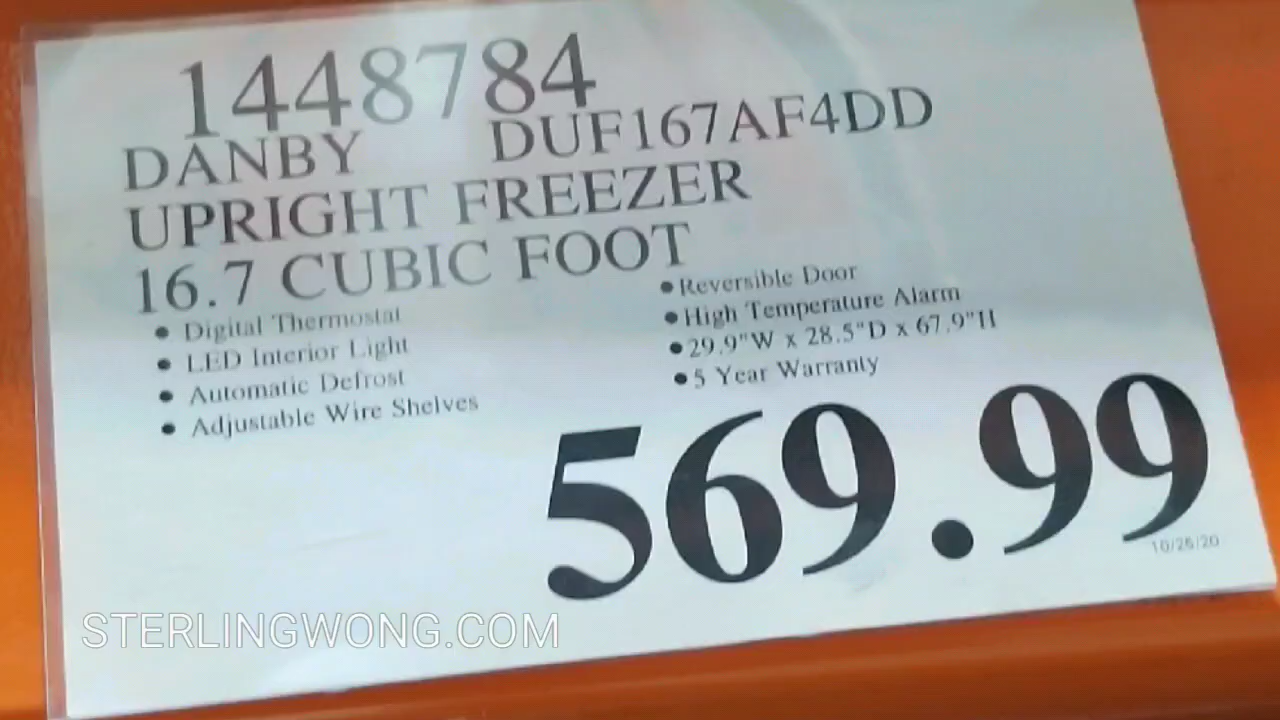 1448784
DANBY DUF167AF4DD
UPRIGHT FREEZER
16.7 CUBIC FOOT
• Digital Thermostat
• LED Interior Light
• Automatic Defrost
• Adjustable Wire Shelves
• Reversible Door
• High Temperature Alarm
• 29.9"W x 28.5"D x 67.9"H
• 5 Year Warranty
569.99
10/26/20
STERLINGWONG.COM